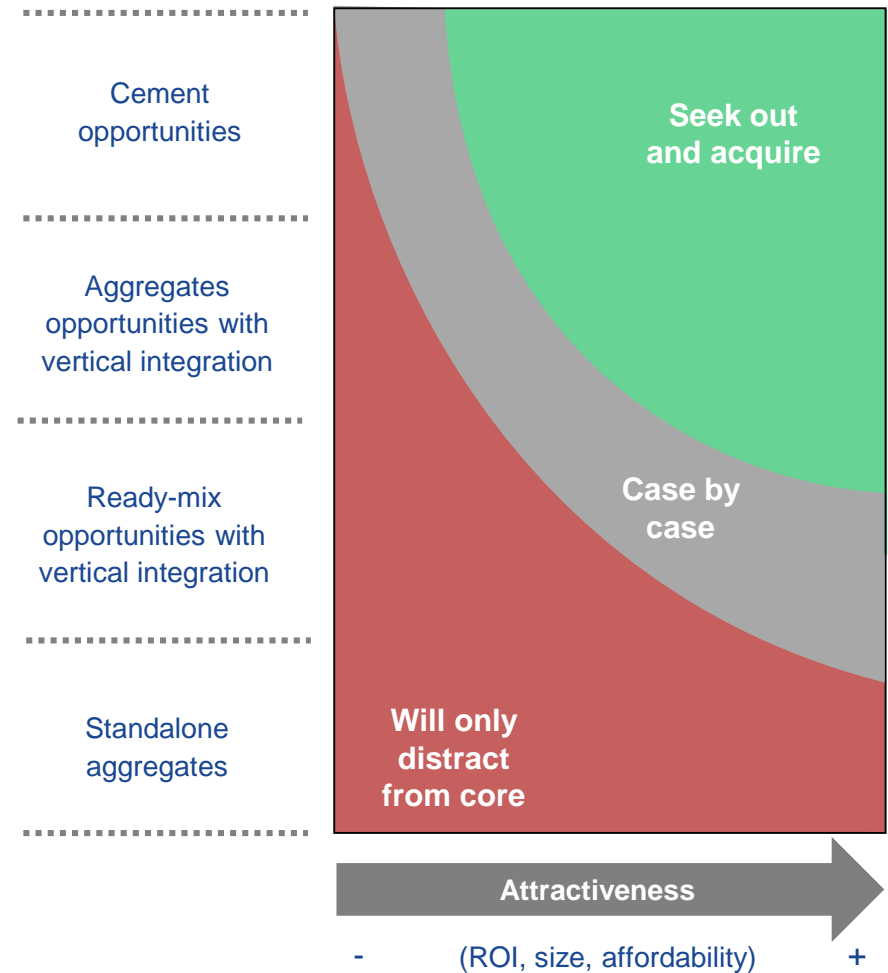 Cement
opportunities
Seek out
and acquire
Aggregates
opportunities with
vertical integration
Ready-mix
opportunities with
vertical integration
Case by
case
Standalone
aggregates
Will only
distract
from core
Attractiveness
- (ROI, size, affordability) +